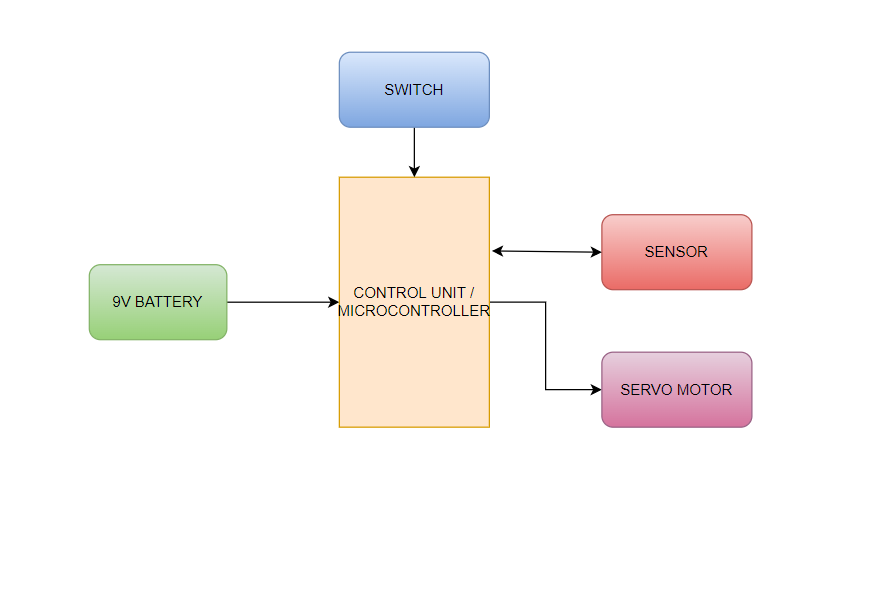 SWITCH
SENSOR
9V BATTERY
CONTROL UNIT /
MICROCONTROLLER
SERVO MOTOR